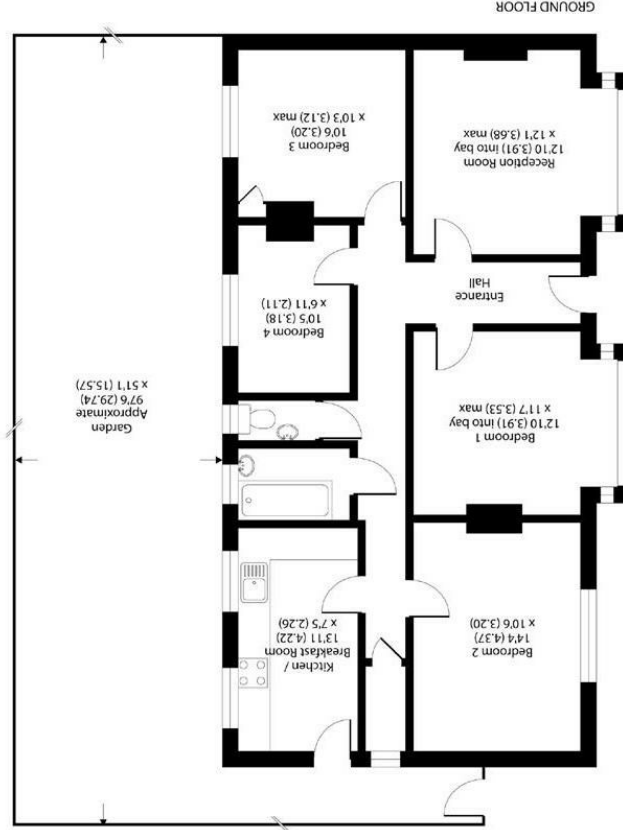 Bedroom 2
14'4 (4.37)
x 10'6 (3.20)
Kitchen /
Breakfast Room
13'11 (4.22)
x 7'5 (2.26)
Bedroom 1
12'10 (3.91) into bay
x 11'7 (3.53) max
Garden
Approximate
97'6 (29.74)
x 51'1 (15.57)
Entrance
Hall
Bedroom 4
10'5 (3.18)
x 6'11 (2.11)
Reception Room
12'10 (3.91) into bay
x 12'1 (3.68) max
Bedroom 3
10'6 (3.20)
x 10'3 (3.12) max
GROUND FLOOR